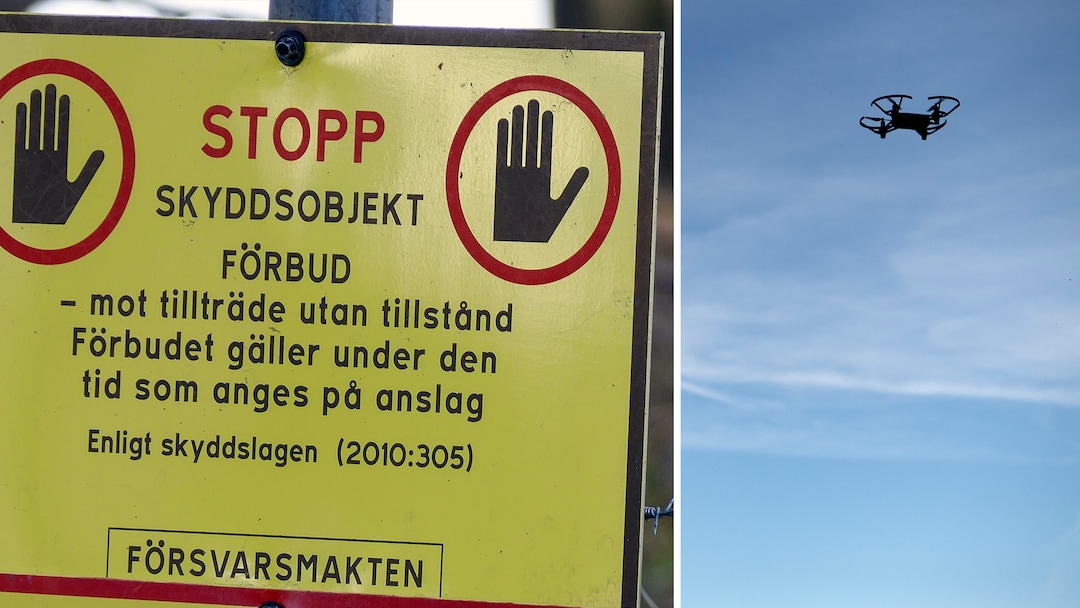 STOPP
SKYDDSOBJEKT
FÖRBUD
– mot tillträde utan tillstånd
Förbudet gäller under den
tid som anges på anslag
Enligt skyddslagen (2010:305)
FÖRSVARSMAKTEN